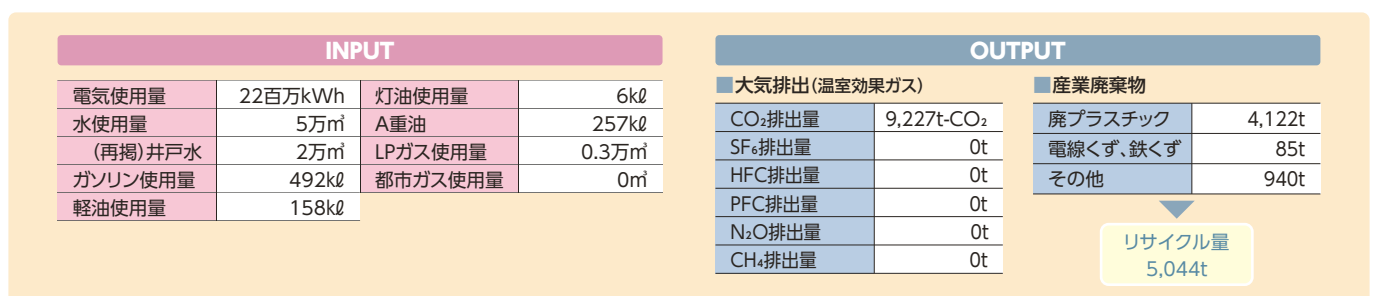 INPUT
電気使用量 22百万kWh 灯油使用量 6kℓ
水使用量 5万㎥ A重油 257kℓ
(再掲)井戸水 2万㎥ LPガス使用量 0.3万㎥
ガソリン使用量 492kℓ 都市ガス使用量 0㎥
軽油使用量 158kℓ
OUTPUT
■大気排出(温室効果ガス)
CO₂排出量 9,227t-CO₂
SF₆排出量 0t
HFC排出量 0t
PFC排出量 0t
N₂O排出量 0t
CH₄排出量 0t
■産業廃棄物
廃プラスチック 4,122t
電線くず、鉄くず 85t
その他 940t
リサイクル量
5,044t